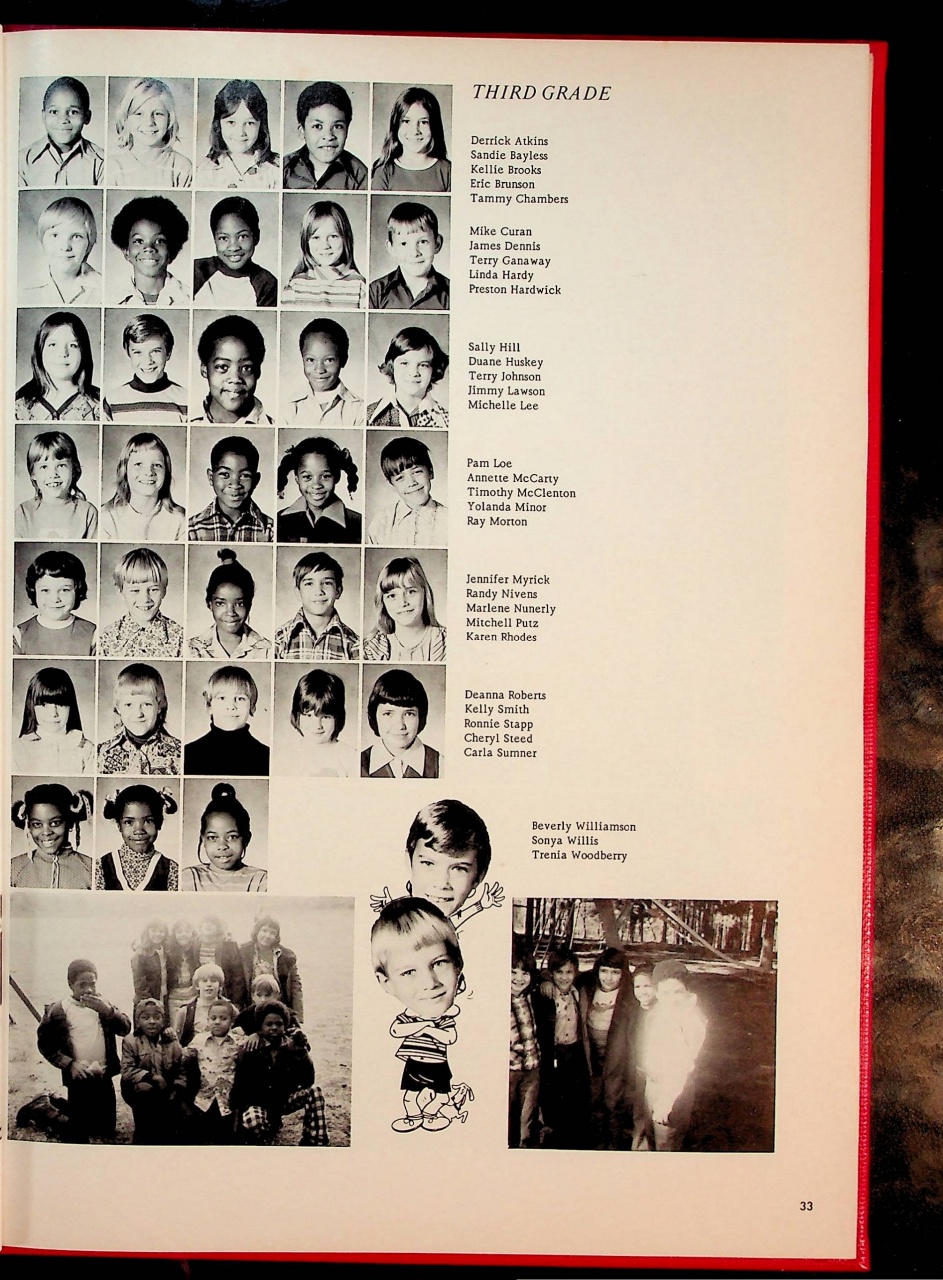 THIRD GRADE
Derrick Atkins
Sandie Bayless
Kellie Brooks
Eric Brunson
Tammy Chambers
Mike Curan
James Dennis
Terry Ganaway
Linda Hardy
Preston Hardwick
Sally Hill
Duane Huskey
Terry Johnson
Jimmy Lawson
Michelle Lee
Pam Loe
Annette McCarty
Timothy McClenton
Yolanda Minor
Ray Morton
Jennifer Myrick
Randy Nivens
Marlene Nunerly
Mitchell Putz
Karen Rhodes
Deanna Roberts
Kelly Smith
Ronnie Stapp
Cheryl Steed
Carla Sumner
Beverly Williamson
Sonya Willis
Trenia Woodberry
33